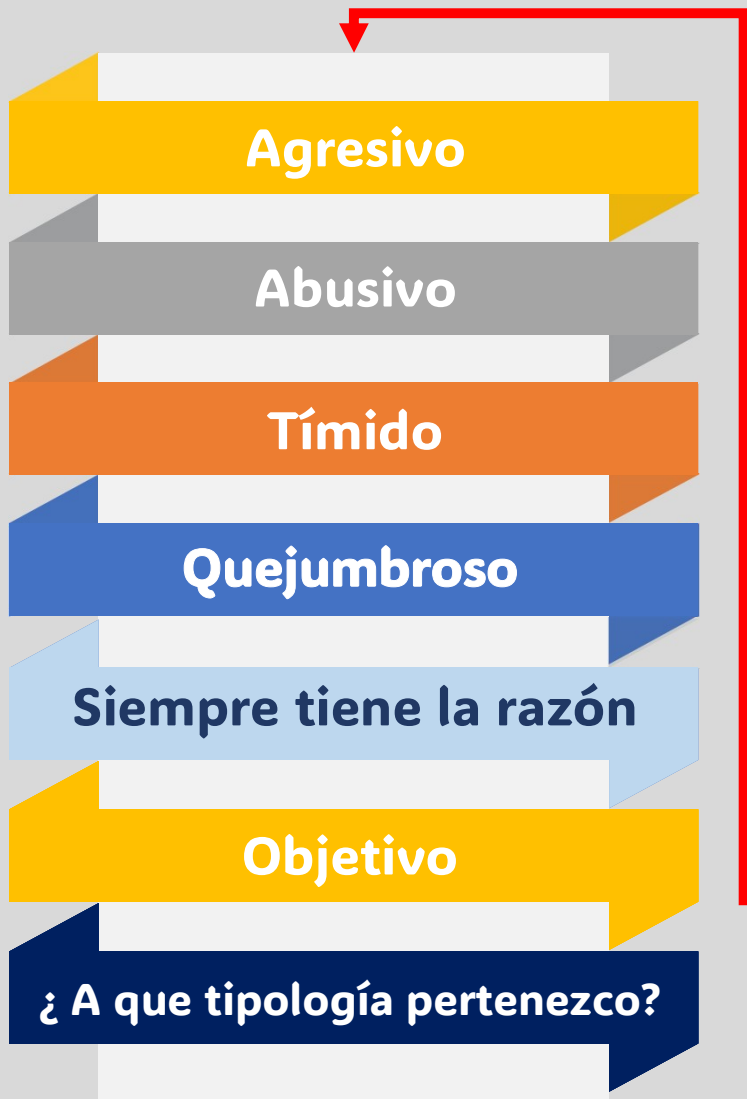 Agresivo
Abusivo
Tímido
Quejumbroso
Siempre tiene la razón
Objetivo
¿ A que tipología pertenezco?